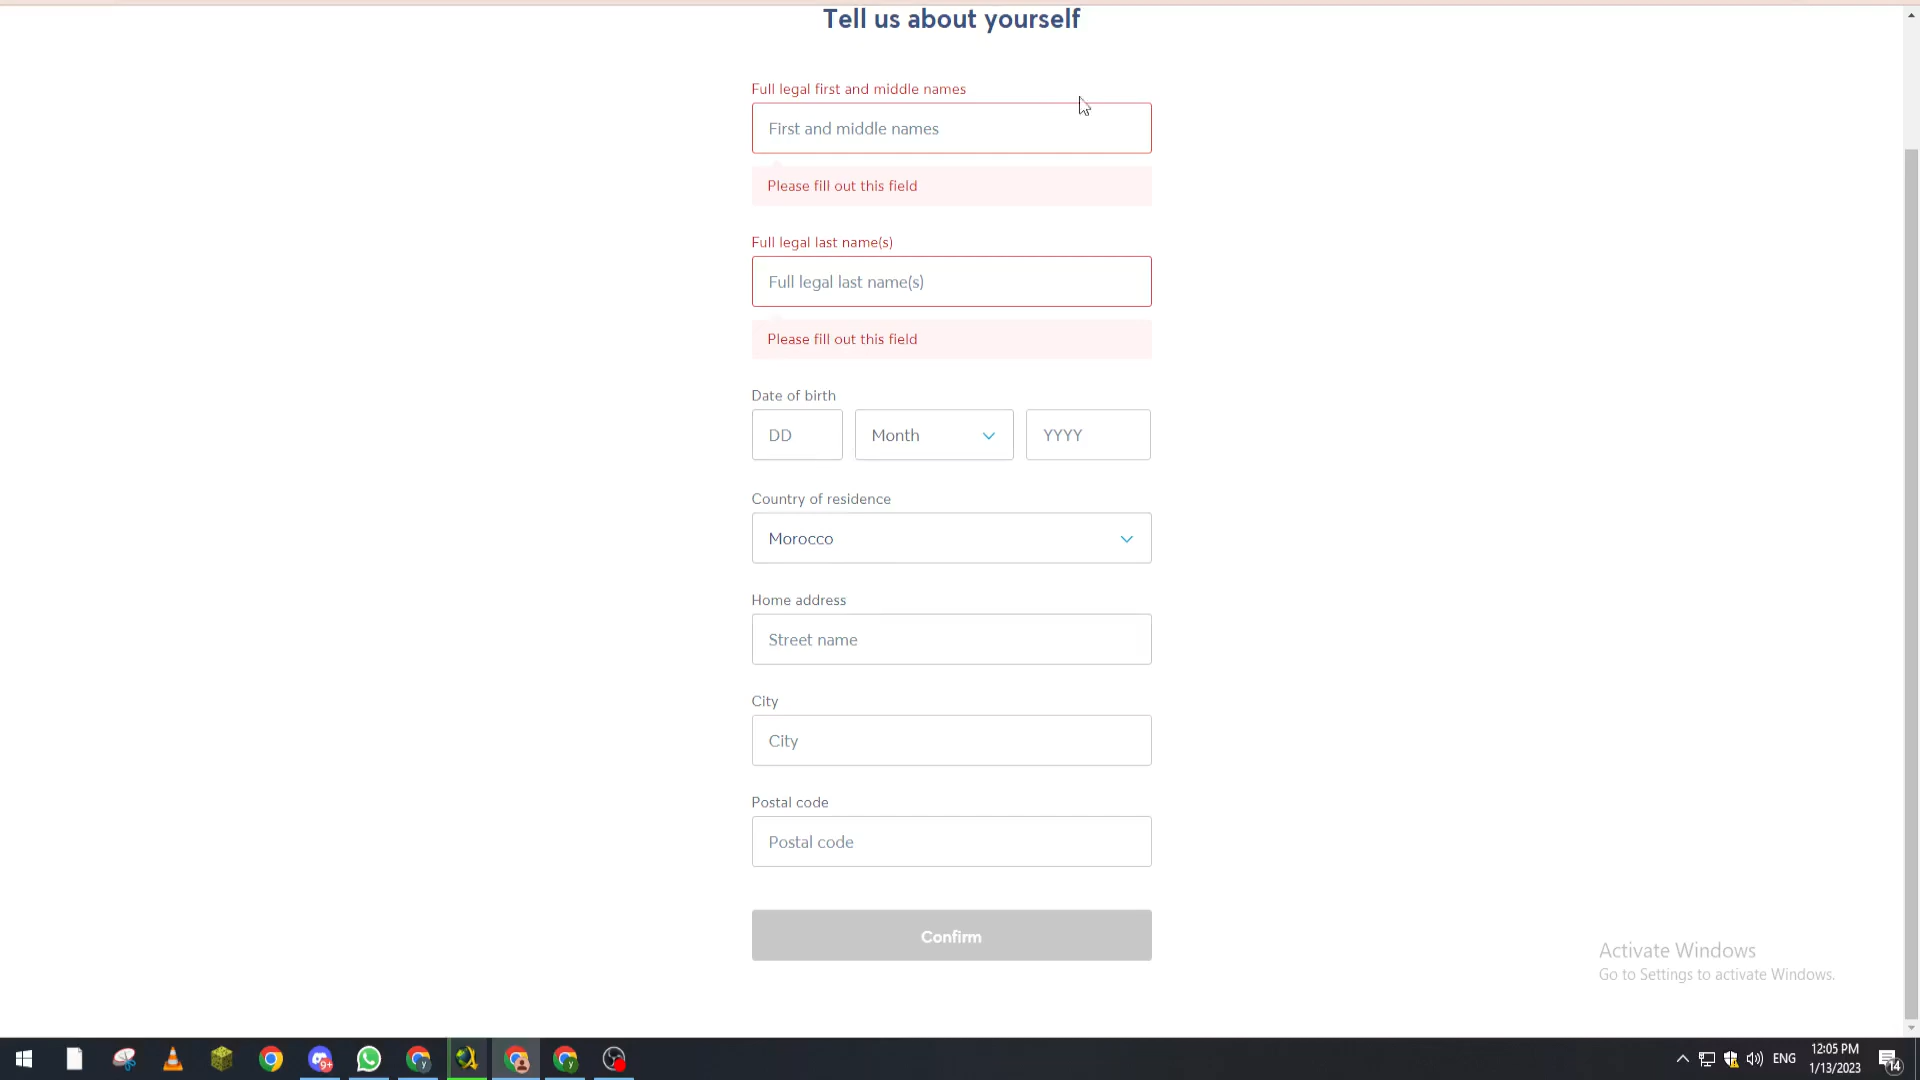 Tell us about yourself
Full legal first and middle names
First and middle names
Please fill out this field
Full legal last name(s)
Full legal last name(s)
Please fill out this field
Date of birth
DD Month YYYY
Country of residence
Morocco
Home address
Street name
City
City
Postal code
Postal code
Confirm
Activate Windows
Go to Settings to activate Windows.
9+ y y ENG 12:05 PM 14
1/13/2023